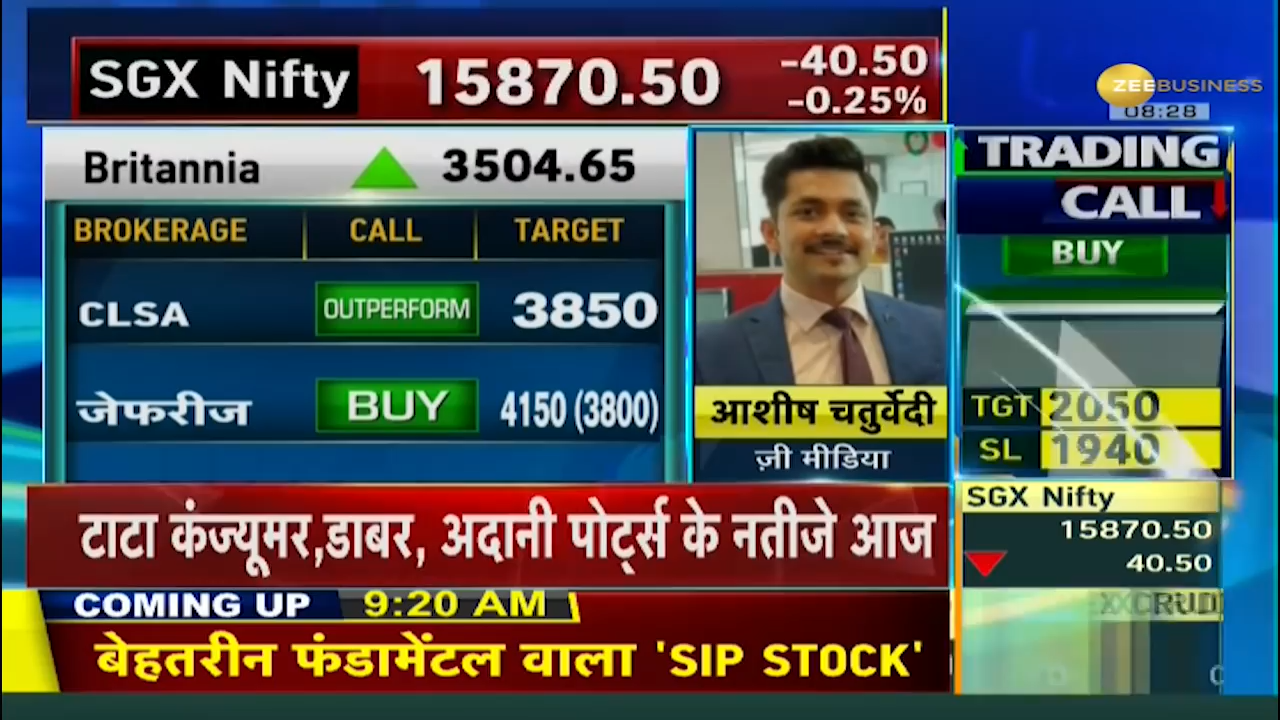 SGX Nifty 15870.50 -40.50
-0.25%
ZEEBUSINESS
08:28
Britannia 3504.65
BROKERAGE CALL TARGET
CLSA OUTPERFORM 3850
जेफरीज BUY 4150 (3800)
आशीष चतुर्वेदी
ज़ी मीडिया
TRADING
CALL
BUY
TGT 2050
SL 1940
SGX Nifty
15870.50
40.50
टाटा कंज्यूमर,डाबर, अदानी पोर्ट्स के नतीजे आज
COMING UP 9:20 AM
बेहतरीन फंडामेंटल वाला 'SIP STOCK'